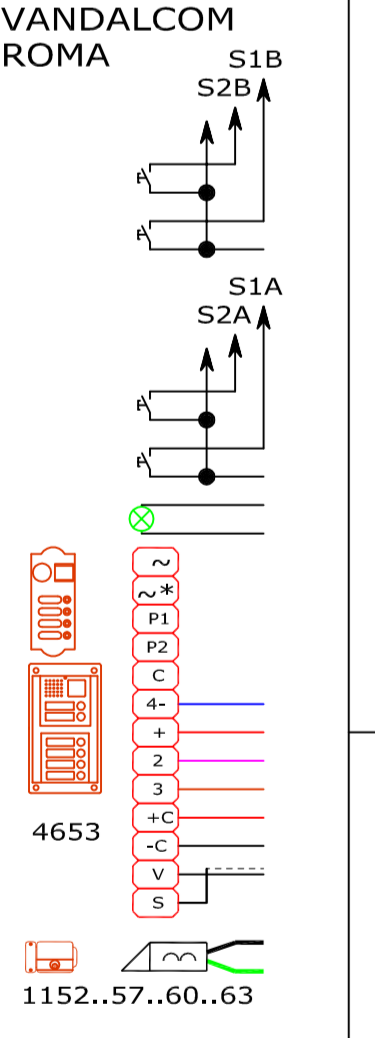 VANDALCOM
ROMA
S1B
S2B
S1A
S2A
~
~*
P1
P2
C
4-
+
2
3
+C
-C
V
S
4653
1152..57..60..63